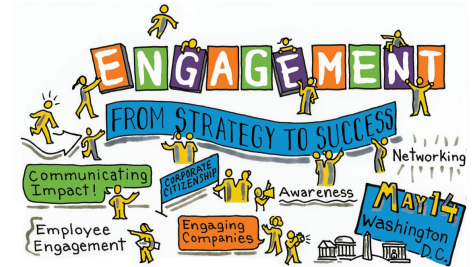 ENGAGEMENT
FROM STRATEGY TO SUCCESS
Networking
Communicating
Impact!
CORPORATE
CITIZENSHIP
Awareness
MAY 14
Washington
D.C.
Employee
Engagement
Engaging
Companies